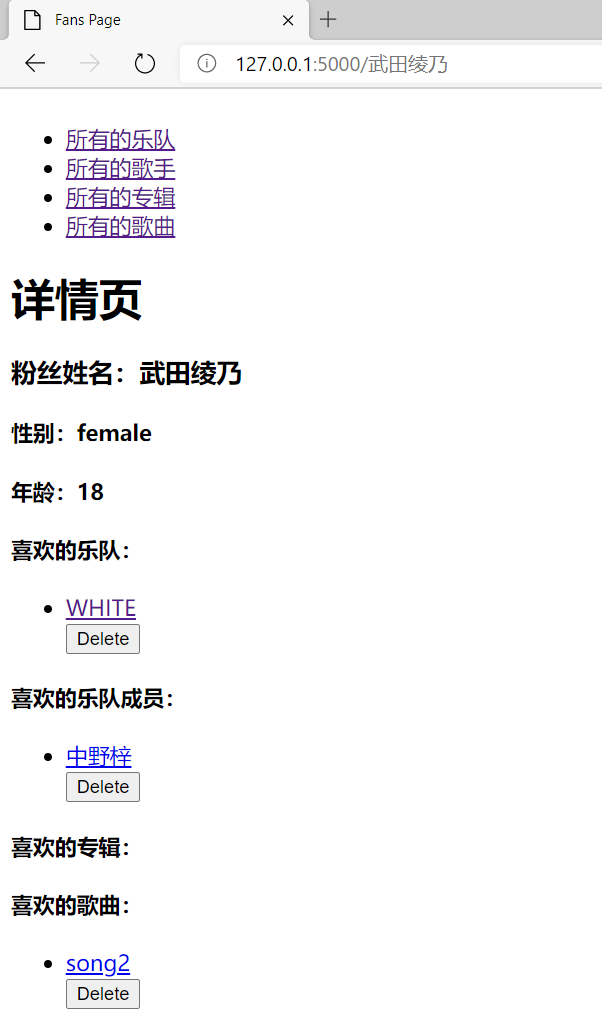 Fans Page
127.0.0.1:5000/武田绫乃
所有的乐队
所有的歌手
所有的专辑
所有的歌曲
详情页
粉丝姓名：武田绫乃
性别：female
年龄：18
喜欢的乐队：
WHITE
Delete
喜欢的乐队成员：
中野梓
Delete
喜欢的专辑：
喜欢的歌曲：
song2
Delete